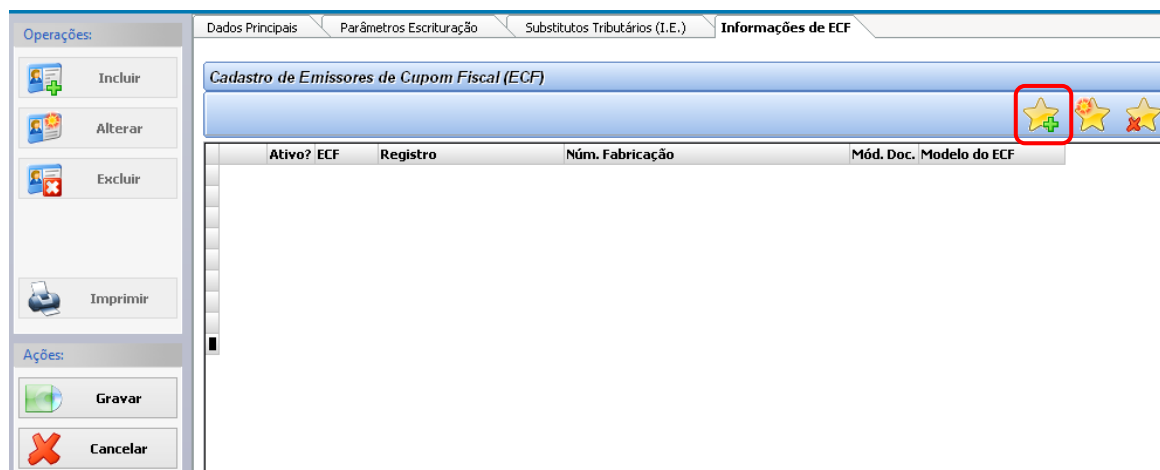 Operações:
Incluir
Alterar
Excluir
Imprimir
Ações:
Gravar
Cancelar
Dados Principais
Parâmetros Escrituração
Substitutos Tributários (I.E.)
Informações de ECF
Cadastro de Emissores de Cupom Fiscal (ECF)
Ativo? ECF Registro Núm. Fabricação Mód. Doc. Modelo do ECF